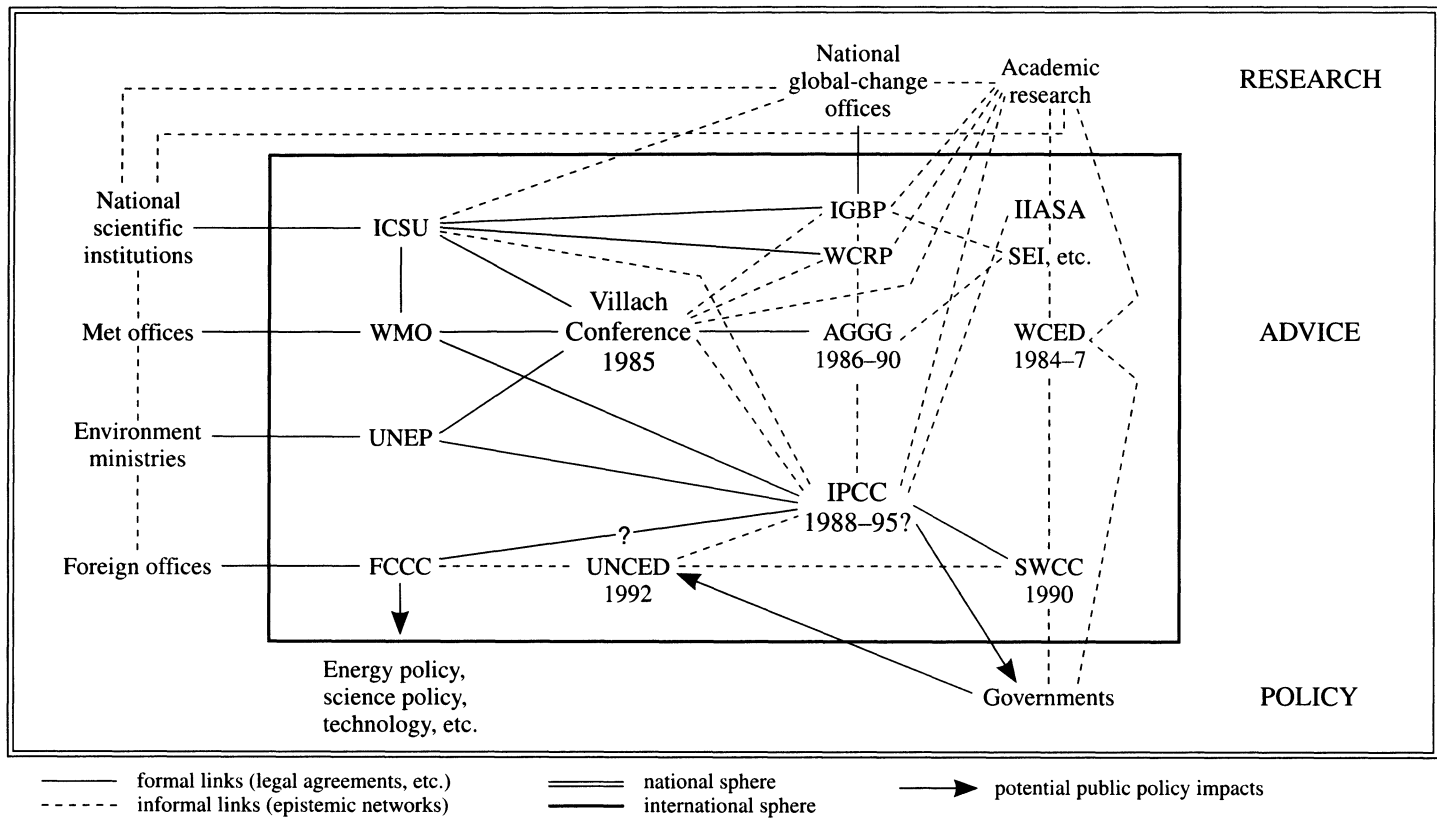 National
global-change
offices
Academic
research
RESEARCH
National
scientific
institutions
ICSU
IGBP
IIASA
WCRP
SEI, etc.
Met offices
WMO
Villach
Conference
1985
AGGG
1986–90
WCED
1984–7
ADVICE
Environment
ministries
UNEP
IPCC
1988–95?
?
Foreign offices
FCCC
UNCED
1992
SWCC
1990
Energy policy,
science policy,
technology, etc.
Governments
POLICY
formal links (legal agreements, etc.)
informal links (epistemic networks)
national sphere
international sphere
potential public policy impacts